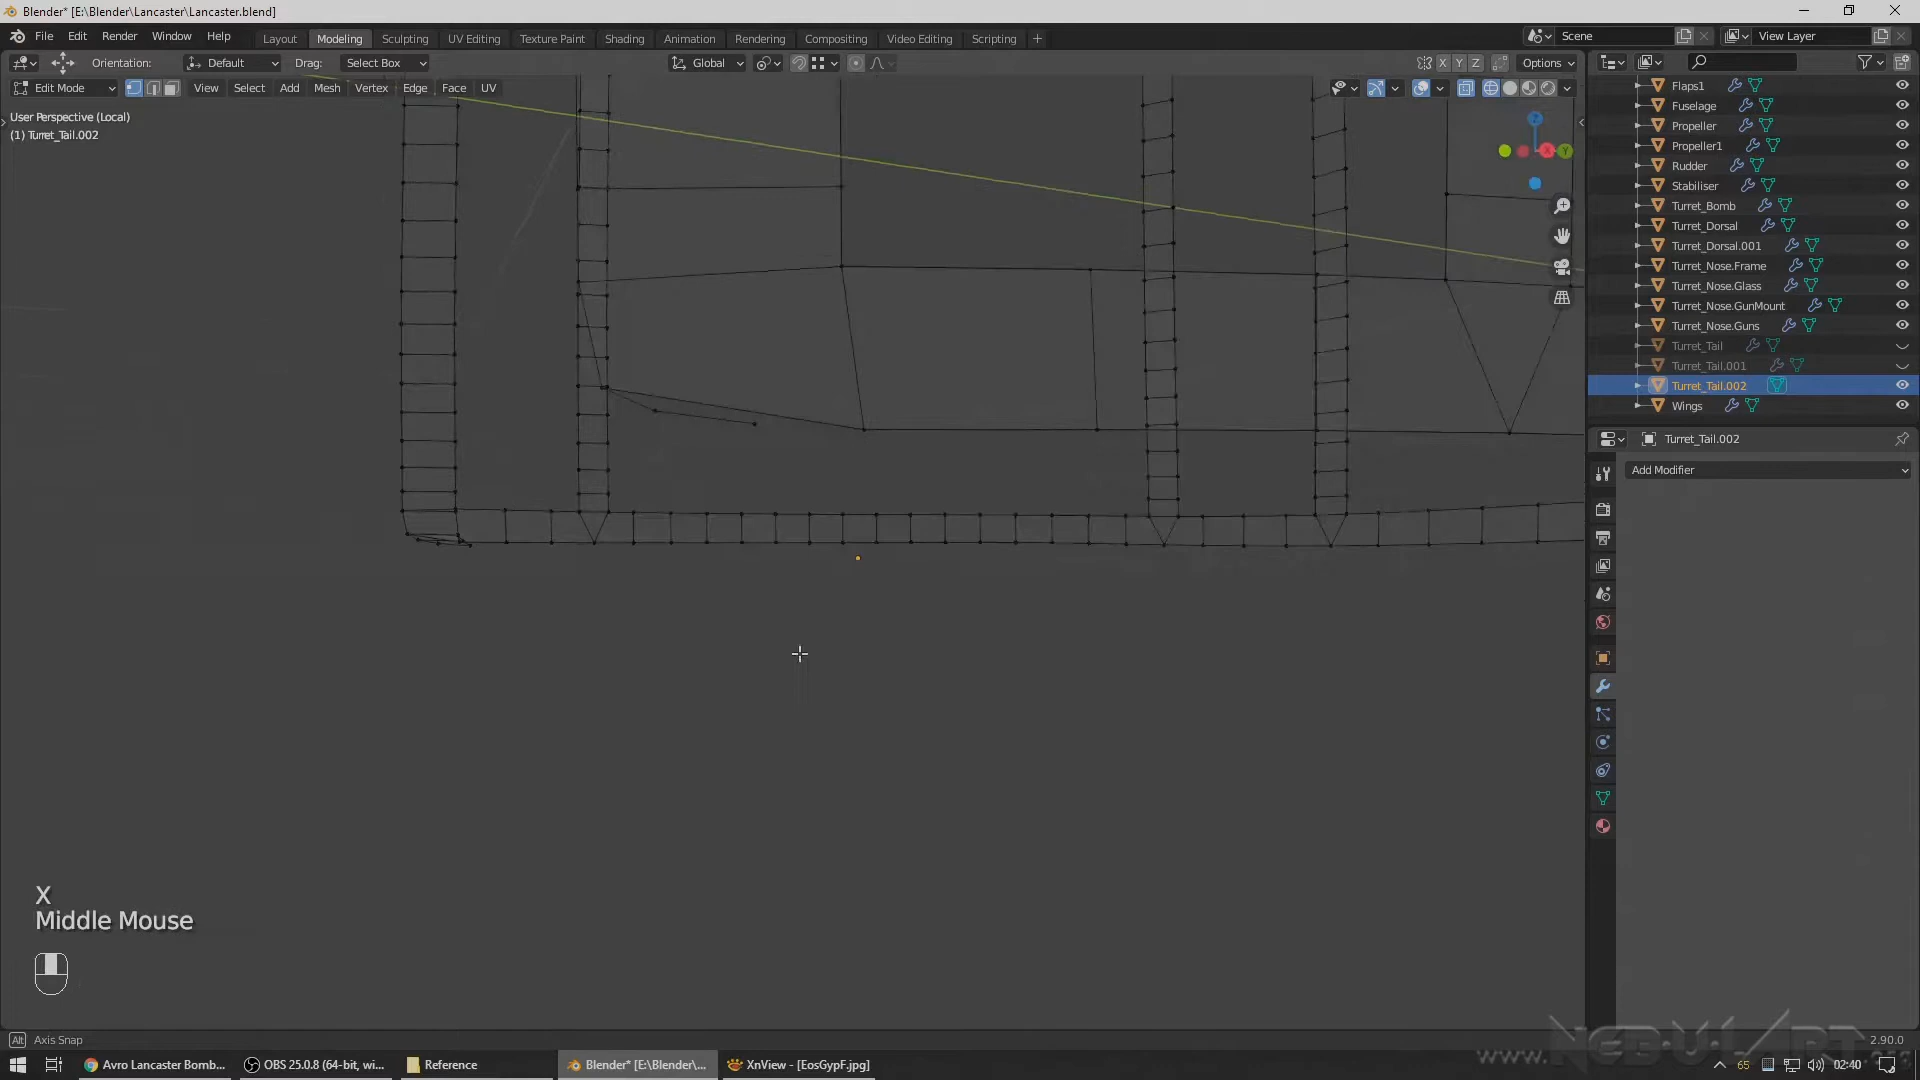 Blender* [E:\Blender\Lancaster\Lancaster.blend]
File Edit Render Window Help Layout Modeling Sculpting UV Editing Texture Paint Shading Animation Rendering Compositing Video Editing Scripting + Scene View Layer
Orientation: Default Drag: Select Box Global X Y Z Options
Edit Mode View Select Add Mesh Vertex Edge Face UV
User Perspective (Local)
(1) Turret_Tail.002
Z
X Y
Flaps1
Fuselage
Propeller
Propeller1
Rudder
Stabiliser
Turret_Bomb
Turret_Dorsal
Turret_Dorsal.001
Turret_Nose.Frame
Turret_Nose.Glass
Turret_Nose.GunMount
Turret_Nose.Guns
Turret_Tail
Turret_Tail.001
Turret_Tail.002
Wings
Turret_Tail.002
Add Modifier
X
Middle Mouse
Alt Axis Snap
2.90.0
www.NEBULART.org
Avro Lancaster Bomb... OBS 25.0.8 (64-bit, wi... Reference Blender* [E:\Blender\... XnView - [EosGypF.jpg] 65 02:40